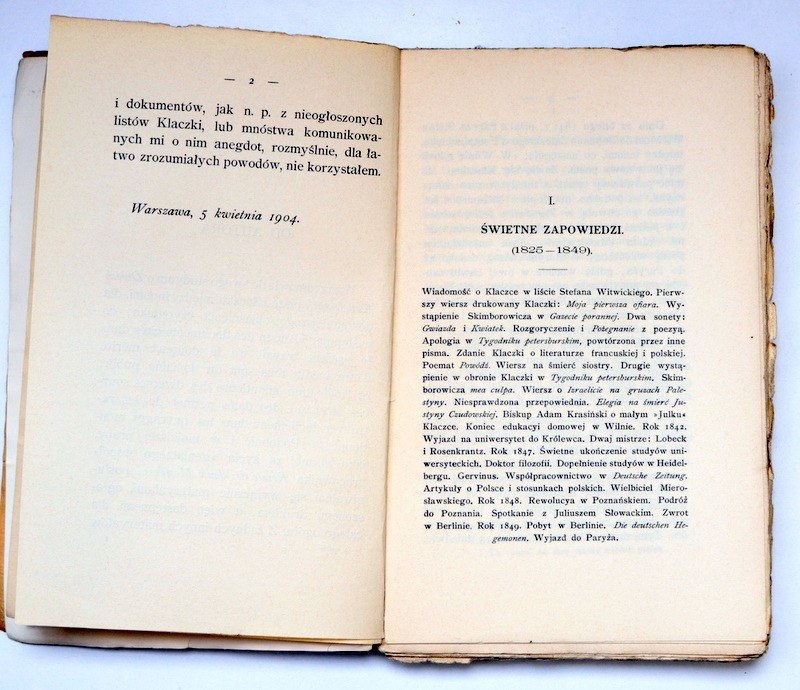 — 2 —
i dokumentów, jak n. p. z nieogłoszonych
listów Klaczki, lub mnóstwa komunikowa-
nych mi o nim anegdot, rozmyślnie, dla ła-
two zrozumiałych powodów, nie korzystałem.
Warszawa, 5 kwietnia 1904.
I.
ŚWIETNE ZAPOWIEDZI.
(1825–1849).
Wiadomość o Klaczce w liście Stefana Witwickiego. Pierw-
szy wiersz drukowany Klaczki: Moja pierwsza ofiara. Wy-
stąpienie Skimborowicza w Gazecie porannej. Dwa sonety:
Gwiazda i Kwiatek. Rozgoryczenie i Pożegnanie z poezyą.
Apologia w Tygodniku petersburskim, powtórzona przez inne
pisma. Zdanie Klaczki o literaturze francuskiej i polskiej.
Poemat Powódź. Wiersz na śmierć siostry. Drugie wystą-
pienie w obronie Klaczki w Tygodniku petersburskim. Skim-
borowicza mea culpa. Wiersz o Izraelicie na gruzach Pale-
styny. Niesprawdzona przepowiednia. Elegia na śmierć Ju-
styny Czudowskiej. Biskup Adam Krasiński o małym »Julku«
Klaczce. Koniec edukacyi domowej w Wilnie. Rok 1842.
Wyjazd na uniwersytet do Królewca. Dwaj mistrze: Lobeck
i Rosenkrantz. Rok 1847. Świetne ukończenie studyów uni-
wersyteckich. Doktor filozofii. Dopełnienie studyów w Heidel-
bergu. Gervinus. Współpracownictwo w Deutsche Zeitung.
Artykuły o Polsce i stosunkach polskich. Wielbiciel Miero-
sławskiego. Rok 1848. Rewolucya w Poznańskiem. Podróż
do Poznania. Spotkanie z Juliuszem Słowackim. Zwrot
w Berlinie. Rok 1849. Pobyt w Berlinie. Die deutschen He-
gemonen. Wyjazd do Paryża.